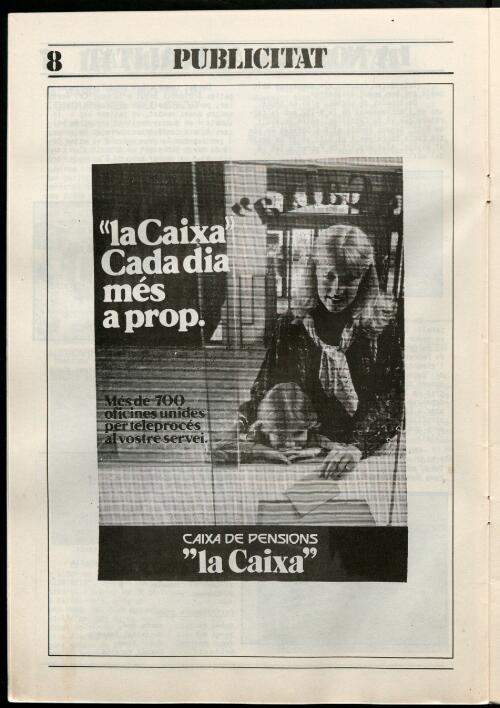 8
PUBLICITAT
“la Caixa”
Cada dia
més
a prop.
Més de 700
oficines unides
per teleprocés
al vostre servei.
CAIXA DE PENSIONS
”la Caixa”